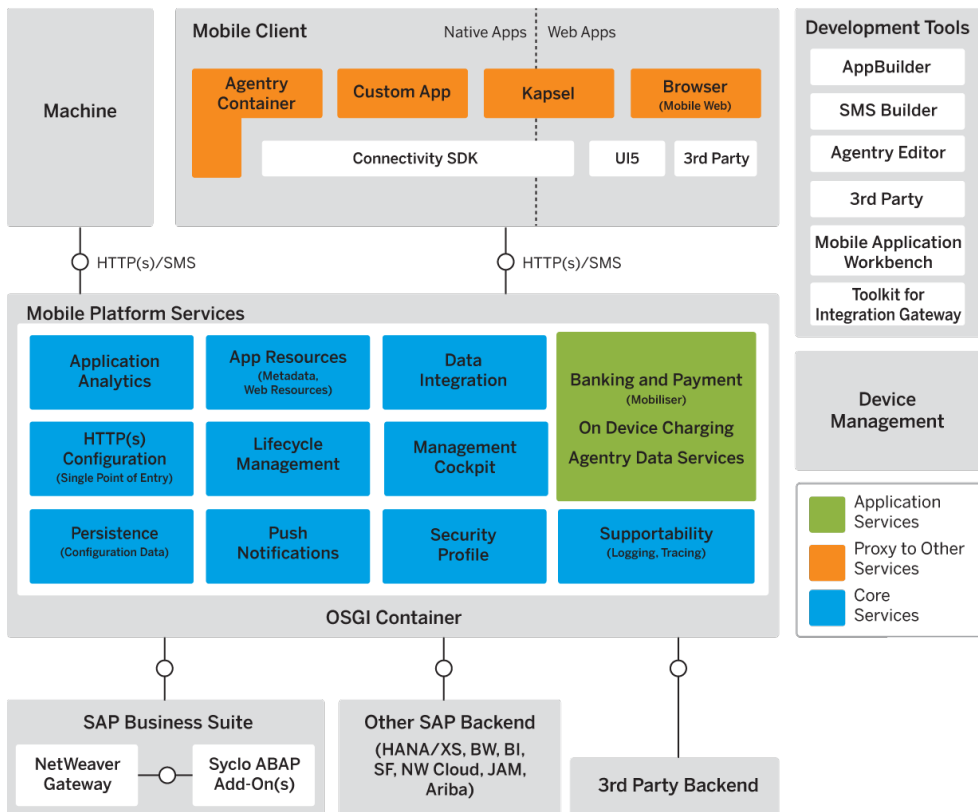 Machine
Mobile Client
Native Apps
Web Apps
Agentry
Container
Custom App
Kapsel
Browser
(Mobile Web)
Connectivity SDK
UI5
3rd Party
Development Tools
AppBuilder
SMS Builder
Agentry Editor
3rd Party
Mobile Application
Workbench
Toolkit for
Integration Gateway
HTTP(s)/SMS
HTTP(s)/SMS
Mobile Platform Services
Application
Analytics
App Resources
(Metadada,
Web Resources)
Data
Integration
Banking and Payment
(Mobiliser)
On Device Charging
Agentry Data Services
HTTP(s)
Configuration
(Single Point of Entry)
Lifecycle
Management
Management
Cockpit
Persistence
(Configuration Data)
Push
Notifications
Security
Profile
Supportability
(Logging, Tracing)
OSGI Container
Device
Management
Application
Services
Proxy to Other
Services
Core
Services
SAP Business Suite
NetWeaver
Gateway
Syclo ABAP
Add-On(s)
Other SAP Backend
(HANA/XS, BW, BI,
SF, NW Cloud, JAM,
Ariba)
3rd Party Backend